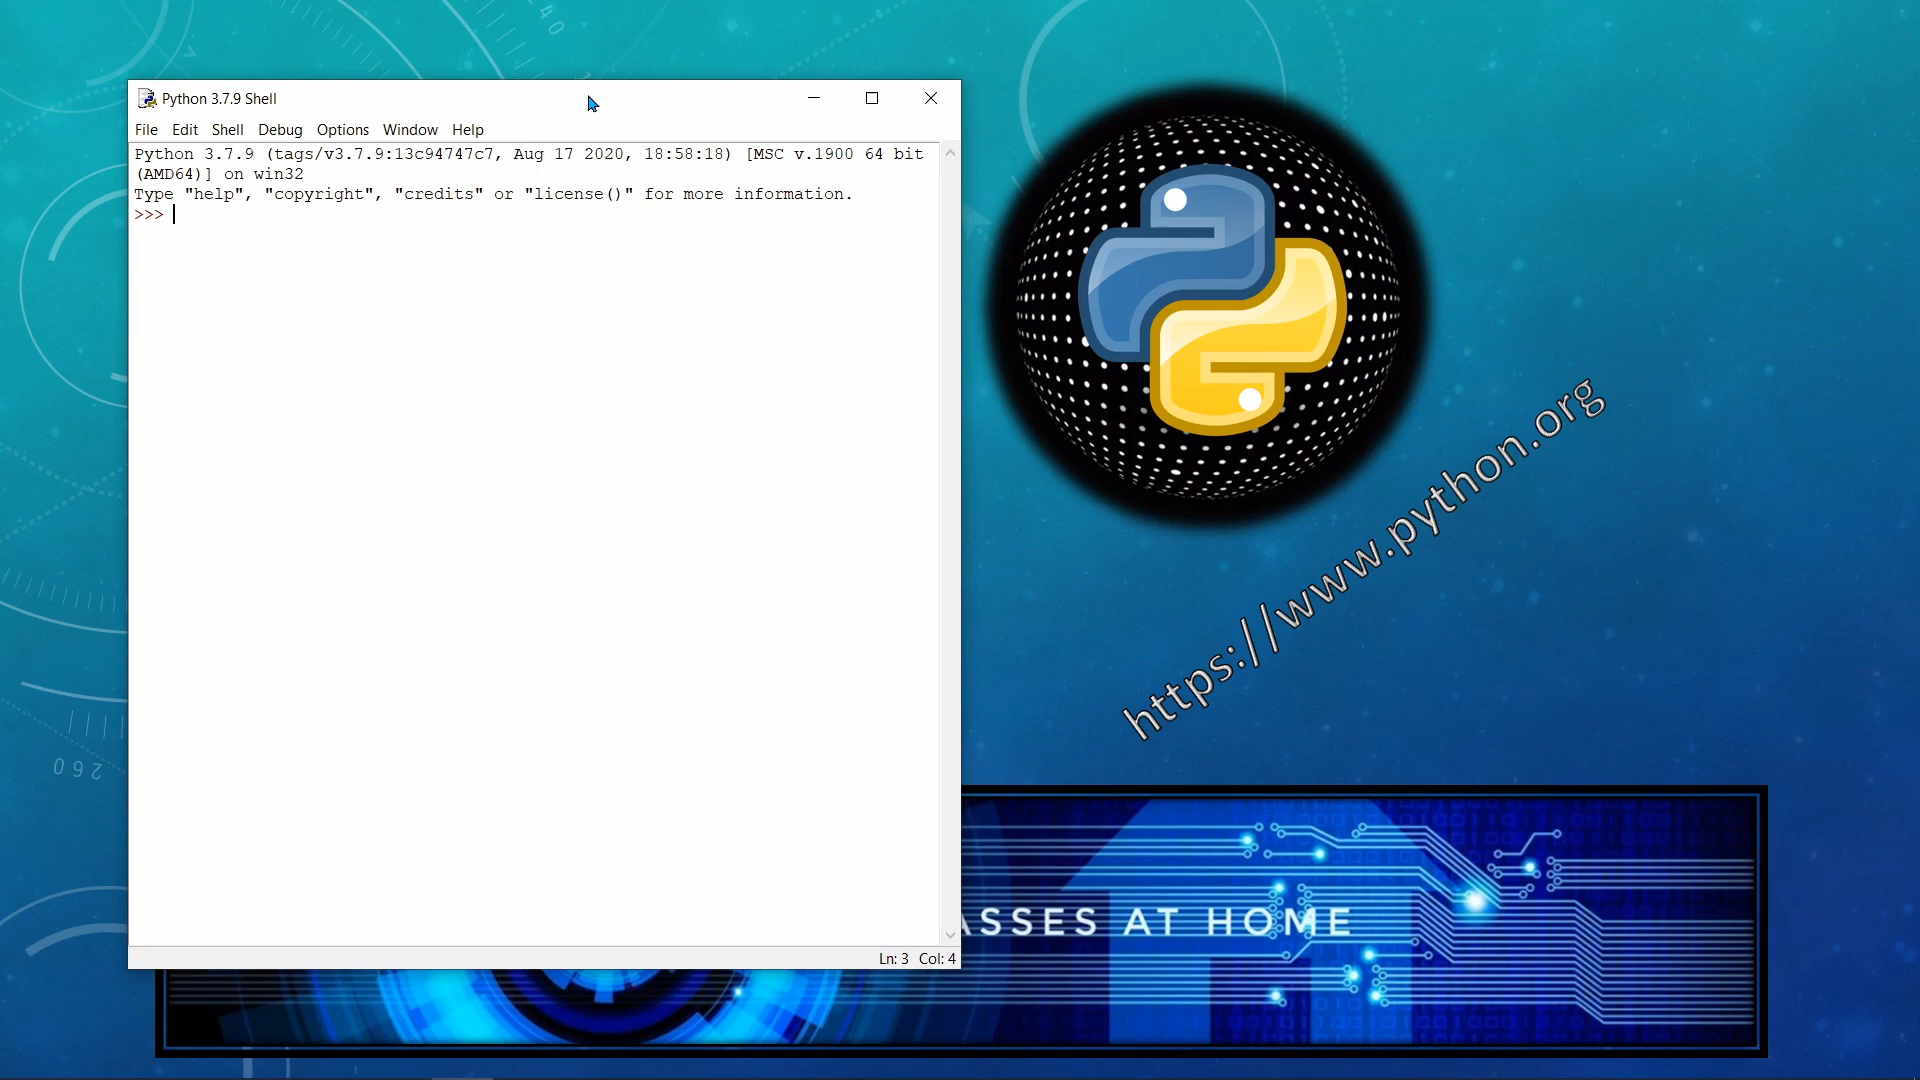 Python 3.7.9 Shell
File Edit Shell Debug Options Window Help
Python 3.7.9 (tags/v3.7.9:13c94747c7, Aug 17 2020, 18:58:18) [MSC v.1900 64 bit
(AMD64)] on win32
Type "help", "copyright", "credits" or "license()" for more information.
>>>
Ln: 3 Col: 4
https://www.python.org
ASSES AT HOME
40
260